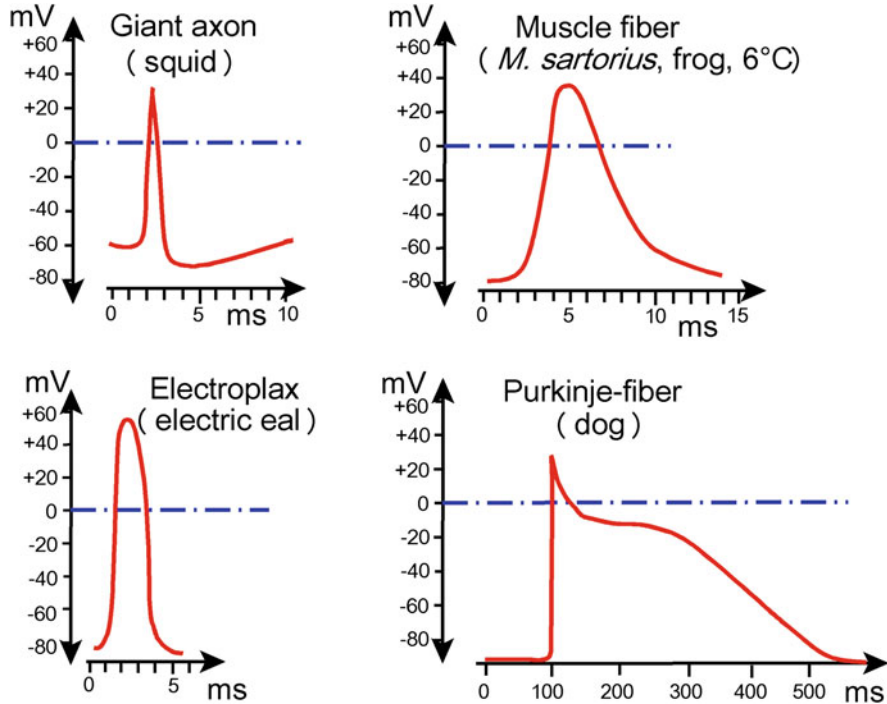 mV
Giant axon
( squid )
+60
+40
+20
0
-20
-40
-60
-80
0 5 10
ms
mV
Muscle fiber
( M. sartorius, frog, 6°C)
+60
+40
+20
0
-20
-40
-60
-80
0 5 10 15
ms
mV
Electroplax
( electric eal )
+60
+40
+20
0
-20
-40
-60
-80
0 5
ms
mV
Purkinje-fiber
( dog )
+60
+40
+20
0
-20
-40
-60
-80
0 100 200 300 400 500
ms